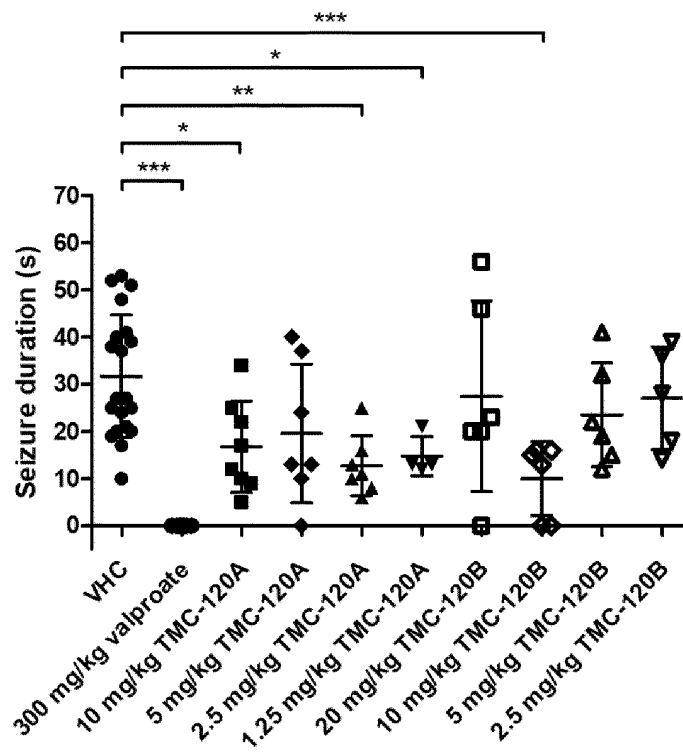 ***
*
**
*
***
70
60
50
40
30
20
10
0
Seizure duration (s)
VHC
300 mg/kg valproate
10 mg/kg TMC-120A
5 mg/kg TMC-120A
2.5 mg/kg TMC-120A
1.25 mg/kg TMC-120A
20 mg/kg TMC-120B
10 mg/kg TMC-120B
5 mg/kg TMC-120B
2.5 mg/kg TMC-120B